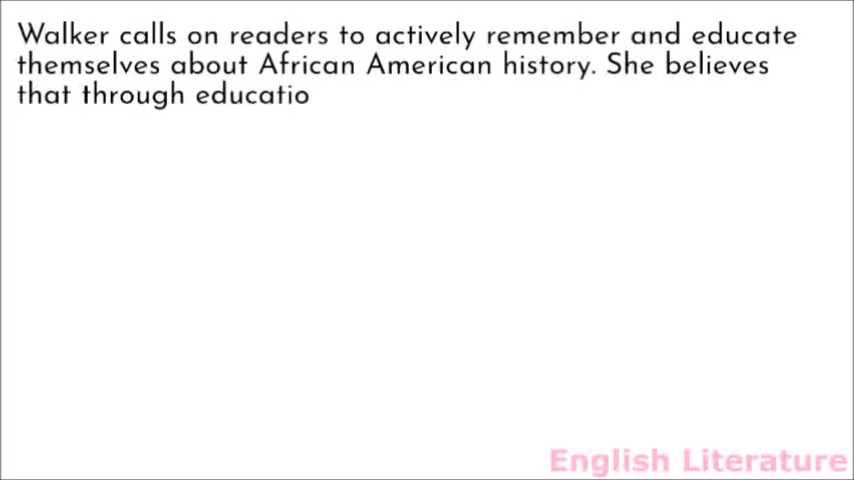 Walker calls on readers to actively remember and educate
themselves about African American history. She believes
that through educatio
English Literature